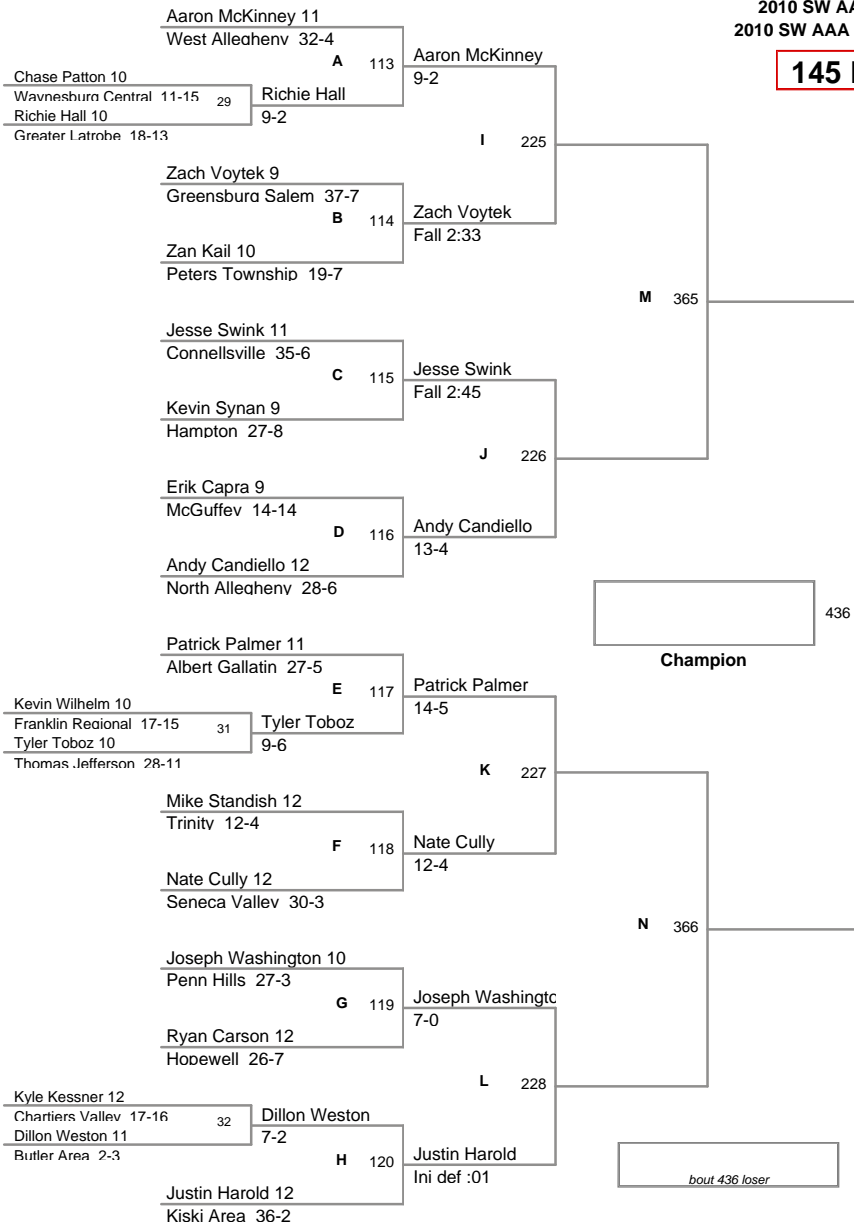 2010 SW AA
2010 SW AAA
145
Aaron McKinney 11
West Allegheny 32-4
A 113
Aaron McKinney
9-2
Chase Patton 10
Waynesburg Central 11-15 29
Richie Hall
9-2
Richie Hall 10
Greater Latrobe 18-13
I 225
Zach Voytek 9
Greensburg Salem 37-7
B 114
Zach Voytek
Fall 2:33
Zan Kail 10
Peters Township 19-7
M 365
Jesse Swink 11
Connellsville 35-6
C 115
Jesse Swink
Fall 2:45
Kevin Synan 9
Hampton 27-8
J 226
Erik Capra 9
McGuffey 14-14
D 116
Andy Candiello
13-4
Andy Candiello 12
North Allegheny 28-6
436
Champion
Patrick Palmer 11
Albert Gallatin 27-5
E 117
Patrick Palmer
14-5
Kevin Wilhelm 10
Franklin Regional 17-15 31
Tyler Toboz
9-6
Tyler Toboz 10
Thomas Jefferson 28-11
K 227
Mike Standish 12
Trinity 12-4
F 118
Nate Cully
12-4
Nate Cully 12
Seneca Valley 30-3
N 366
Joseph Washington 10
Penn Hills 27-3
G 119
Joseph Washingto
7-0
Ryan Carson 12
Hopewell 26-7
L 228
Kyle Kessner 12
Chartiers Valley 17-16 32
Dillon Weston
7-2
Dillon Weston 11
Butler Area 2-3
H 120
Justin Harold
Ini def :01
Justin Harold 12
Kiski Area 36-2
bout 436 loser